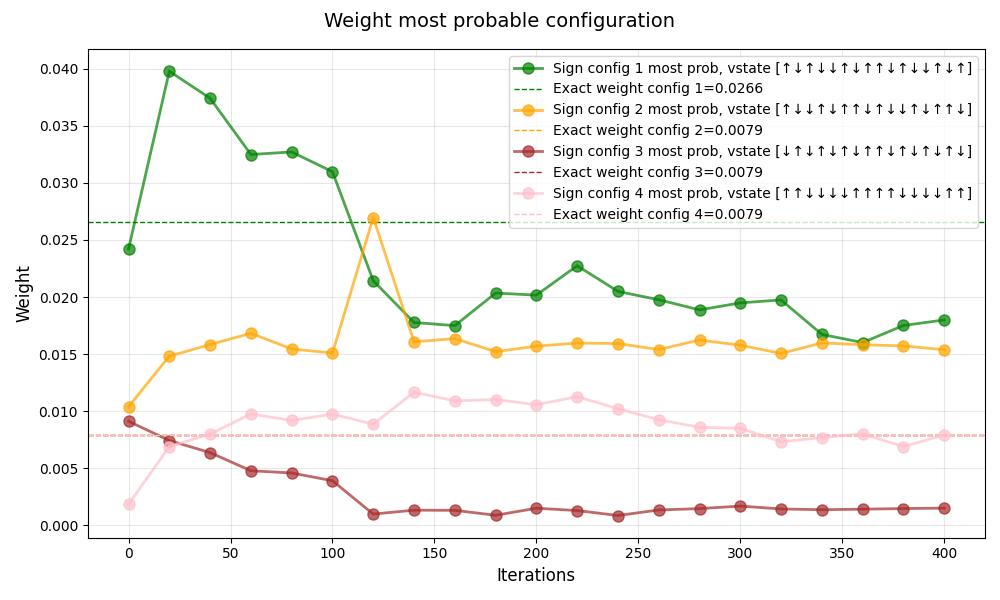 Weight most probable configuration
Sign config 1 most prob, vstate [↑↓↑↓↓↑↓↑↑↓↑↓↓↑↓↑]
Exact weight config 1=0.0266
Sign config 2 most prob, vstate [↑↓↓↑↓↑↑↓↑↓↓↑↓↑↑↓]
Exact weight config 2=0.0079
Sign config 3 most prob, vstate [↓↑↓↑↓↑↓↑↑↓↑↓↑↓↑↓]
Exact weight config 3=0.0079
Sign config 4 most prob, vstate [↑↑↓↓↓↓↑↑↑↑↓↓↓↓↑↑]
Exact weight config 4=0.0079
Weight
0.040
0.035
0.030
0.025
0.020
0.015
0.010
0.005
0.000
0 50 100 150 200 250 300 350 400
Iterations